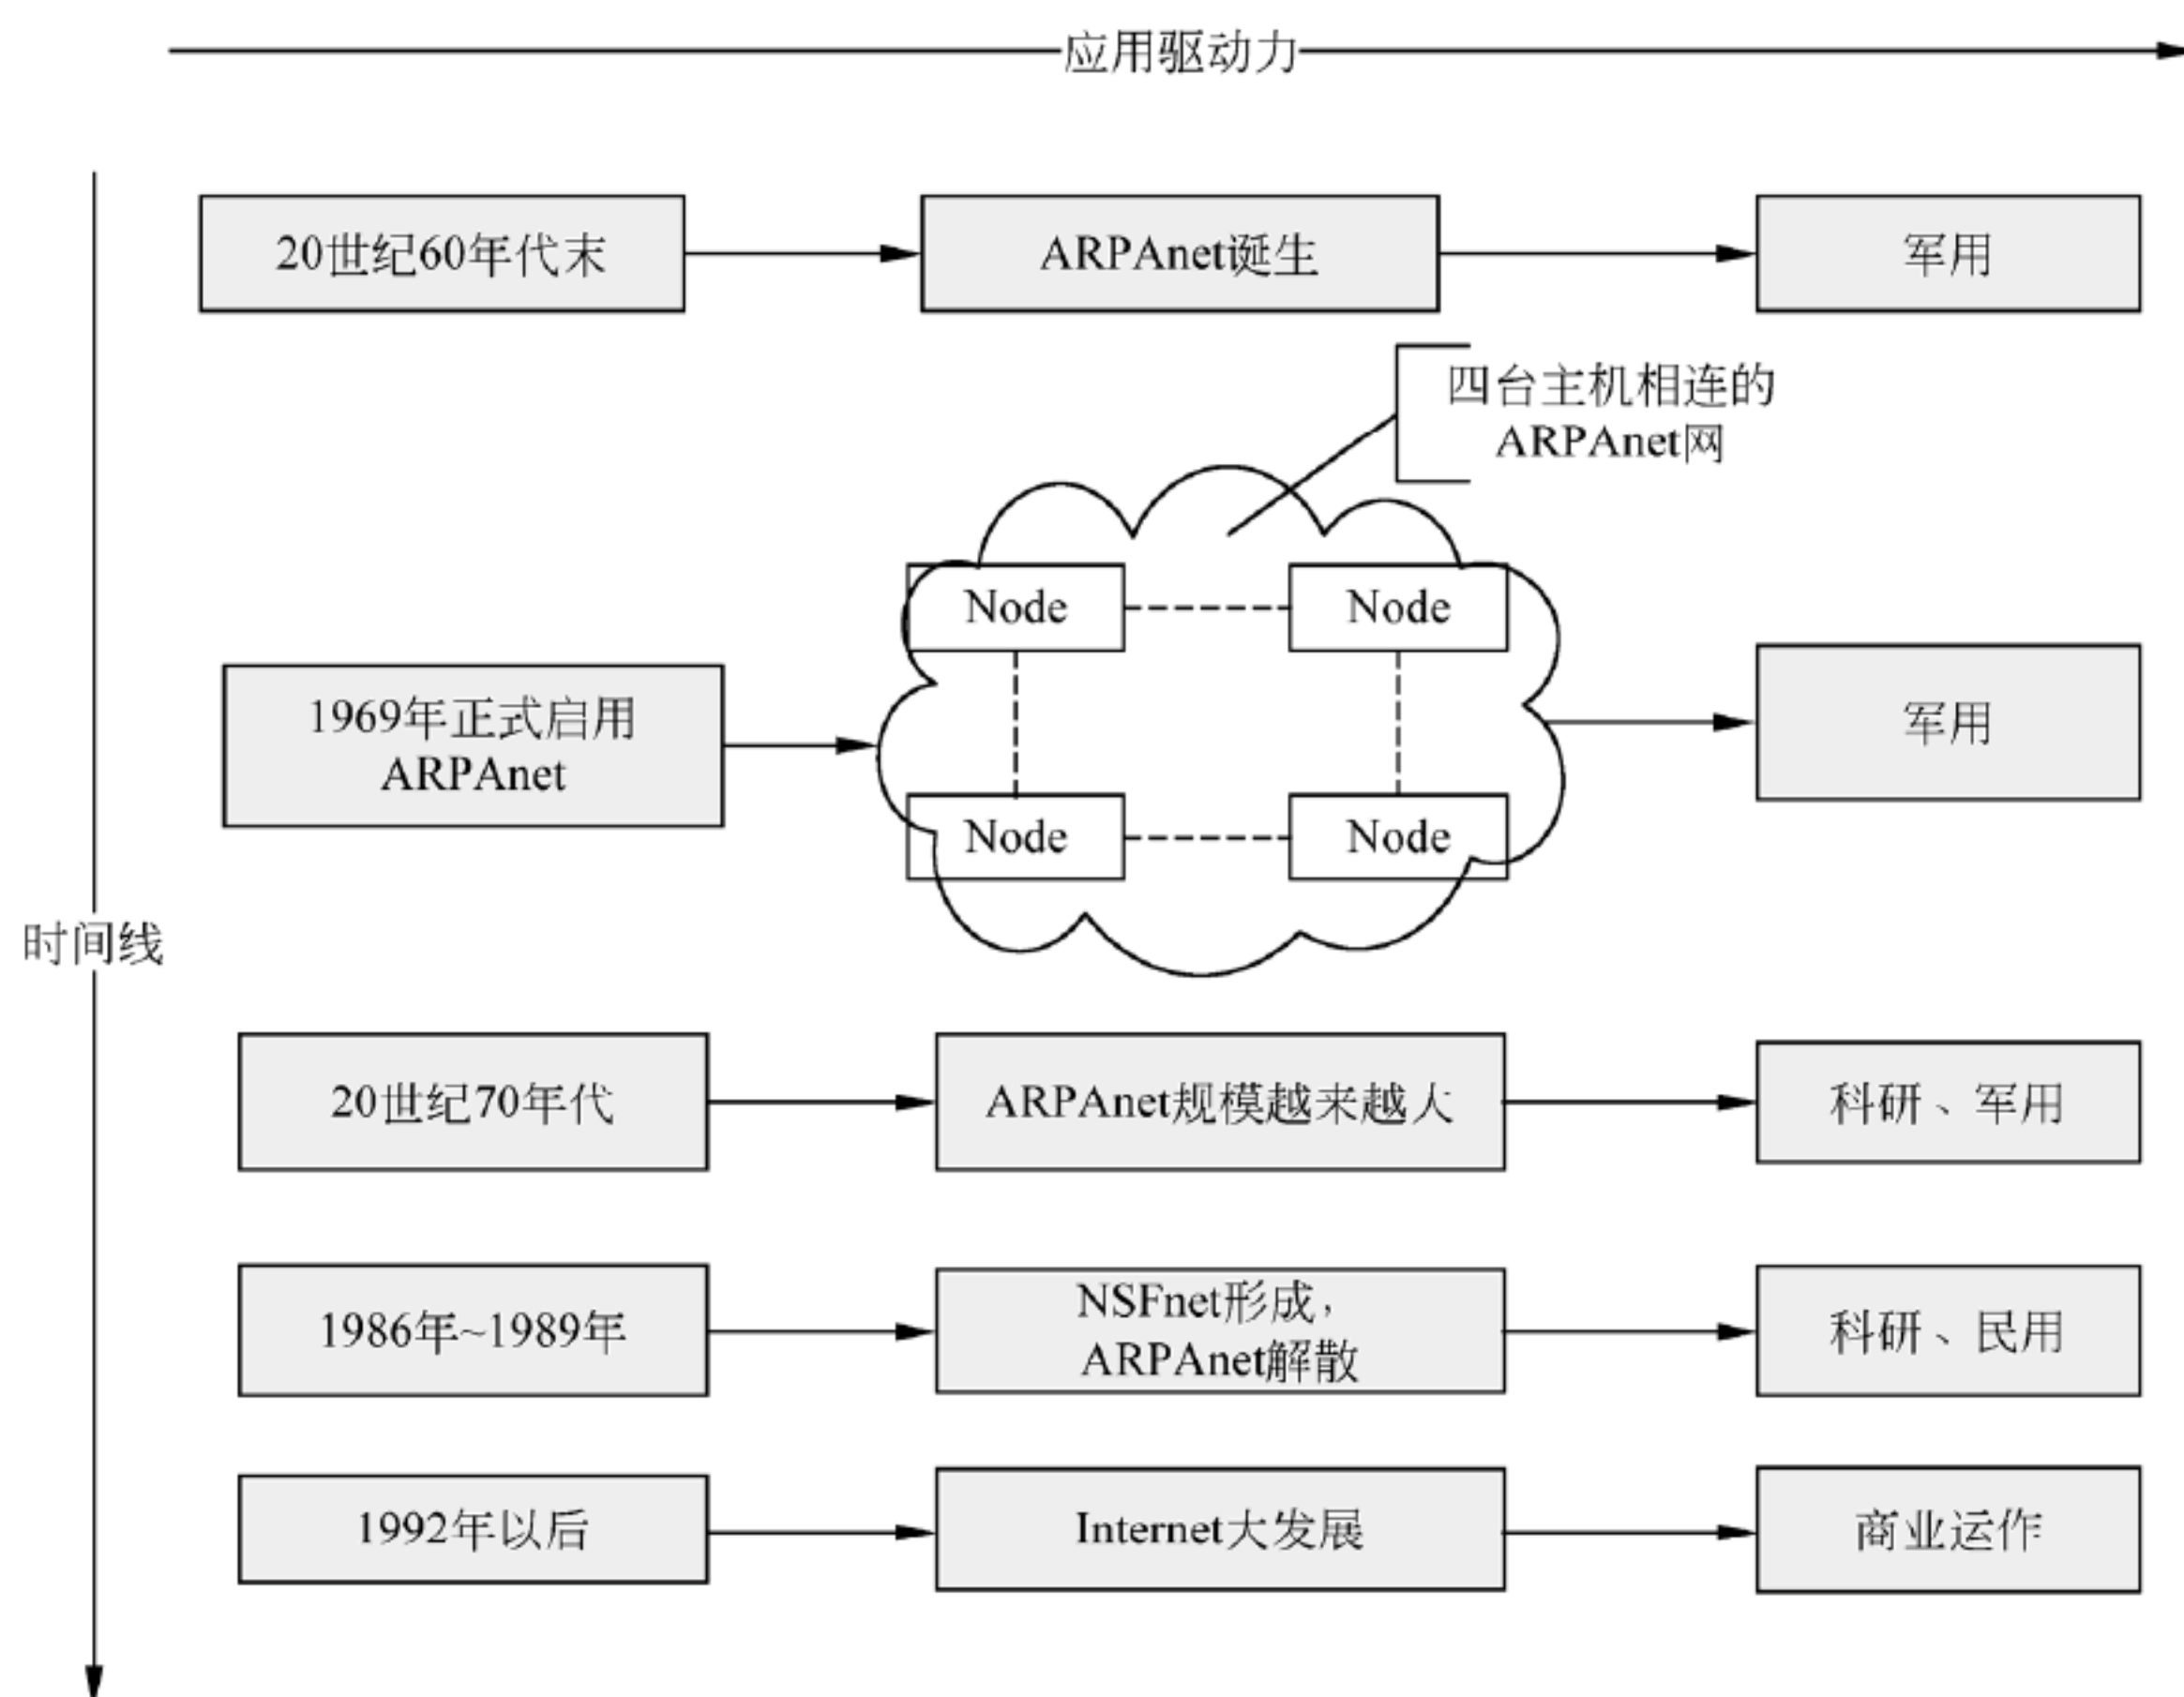 应用驱动力
20世纪60年代末
ARPAnet诞生
军用
四台主机相连的
ARPAnet网
Node
Node
1969年正式启用
ARPAnet
军用
Node
Node
时间线
20世纪70年代
ARPAnet规模越来越大
科研、军用
1986年~1989年
NSFnet形成，
ARPAnet解散
科研、民用
1992年以后
Internet大发展
商业运作